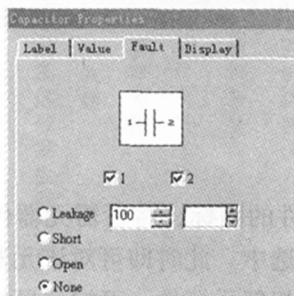 Capacitor Properties
Label Value Fault Display
1 2
1 2
Leakage 100
Short
Open
None